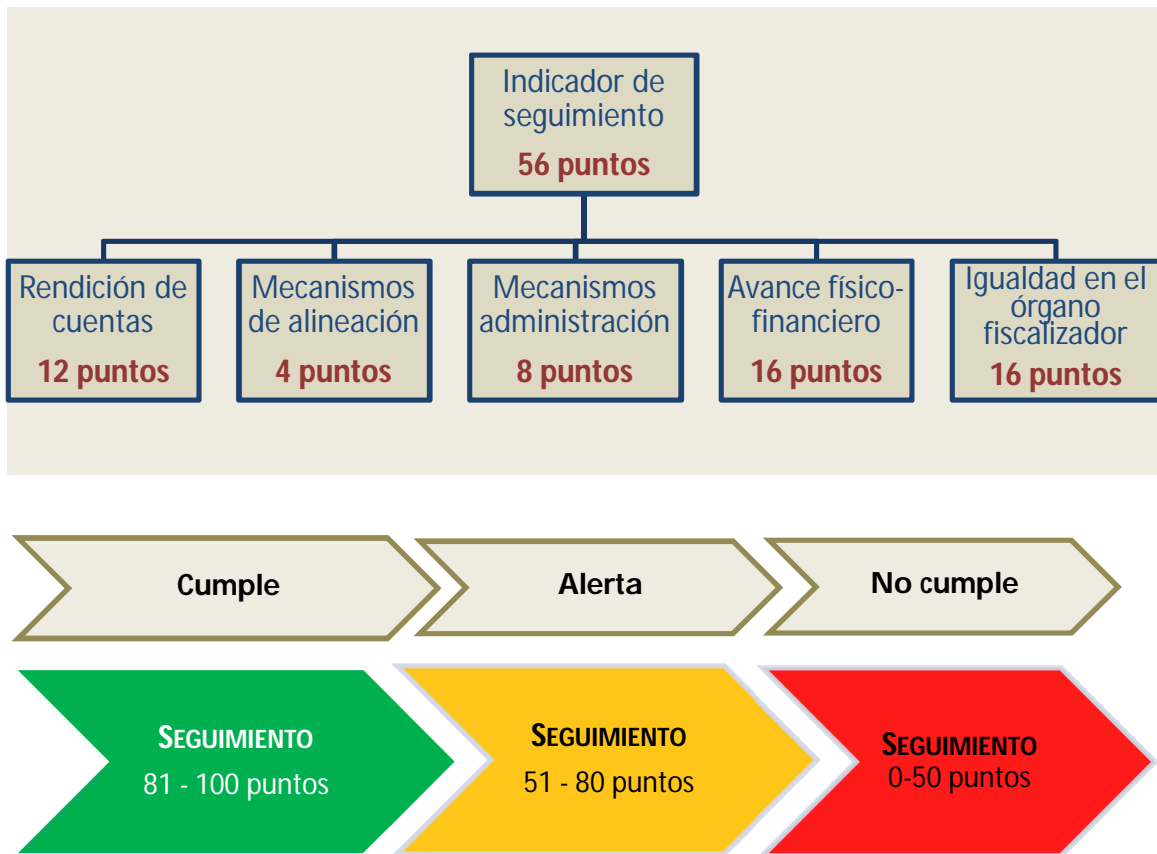 Indicador de
seguimiento
56 puntos
Rendición de
cuentas
12 puntos
Mecanismos
de alineación
4 puntos
Mecanismos
administración
8 puntos
Avance físico-
financiero
16 puntos
Igualdad en el
órgano
fiscalizador
16 puntos
Cumple
Alerta
No cumple
SEGUIMIENTO
81 - 100 puntos
SEGUIMIENTO
51 - 80 puntos
SEGUIMIENTO
0-50 puntos